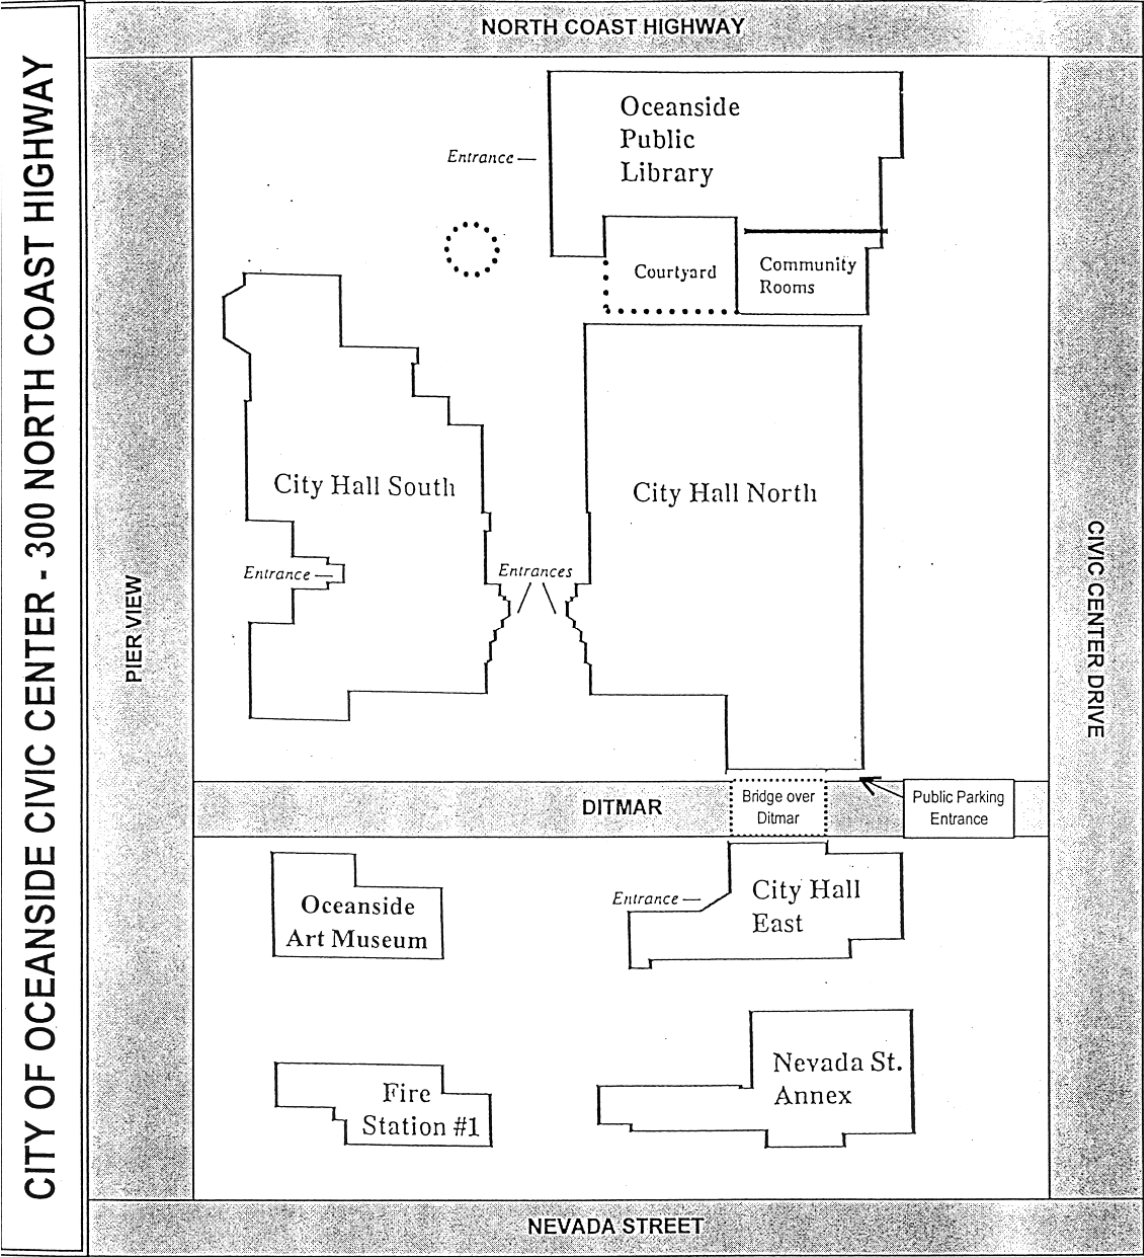 CITY OF OCEANSIDE CIVIC CENTER - 300 NORTH COAST HIGHWAY
NORTH COAST HIGHWAY
Oceanside
Public
Library
Entrance
Courtyard
Community
Rooms
City Hall South
City Hall North
Entrance
Entrances
PIER VIEW
CIVIC CENTER DRIVE
DITMAR
Bridge over
Ditmar
Public Parking
Entrance
Oceanside
Art Museum
Entrance
City Hall
East
Fire
Station #1
Nevada St.
Annex
NEVADA STREET